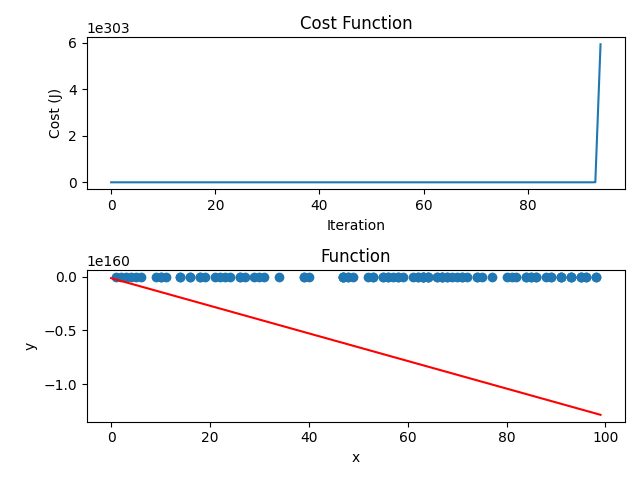 Cost Function
1e303
6
4
2
0
Cost (J)
0 20 40 60 80
Iteration
Function
1e160
0.0
−0.5
−1.0
y
0 20 40 60 80 100
x